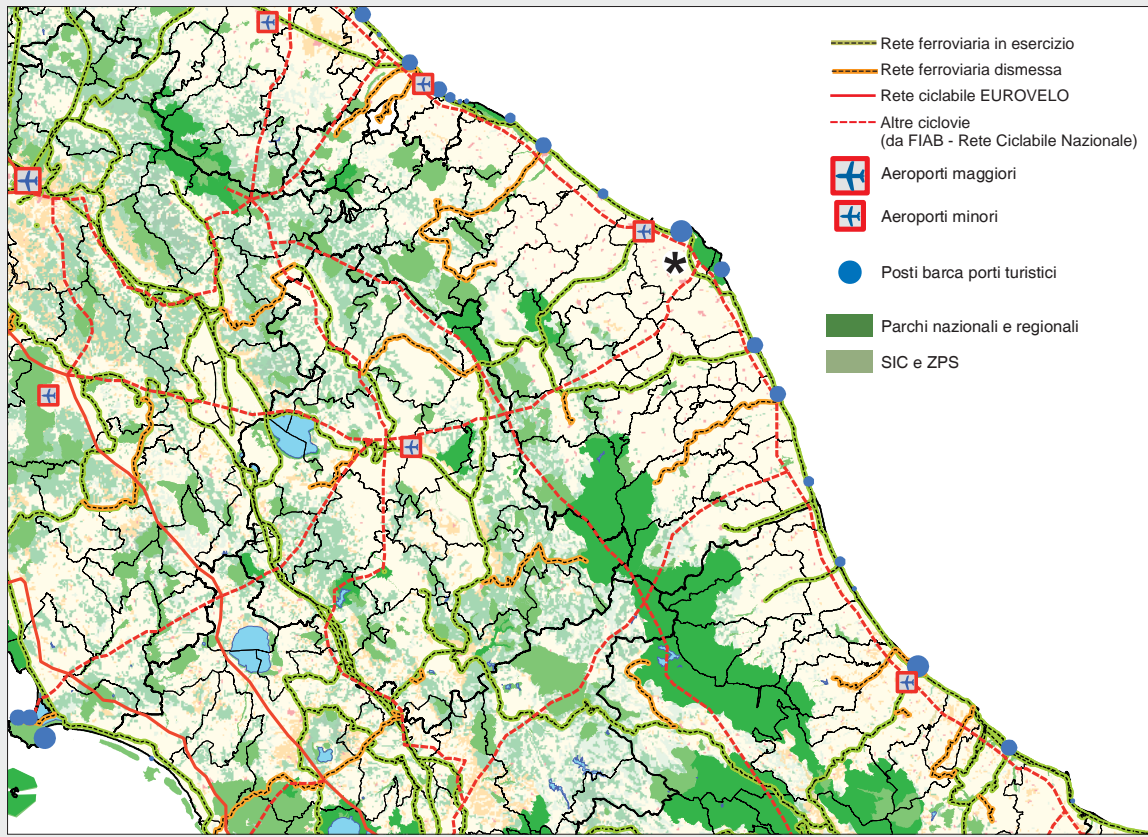 Rete ferroviaria in esercizio
Rete ferroviaria dismessa
Rete ciclabile EUROVELO
Altre ciclovie
(da FIAB - Rete Ciclabile Nazionale)
Aeroporti maggiori
Aeroporti minori
Posti barca porti turistici
Parchi nazionali e regionali
SIC e ZPS
*